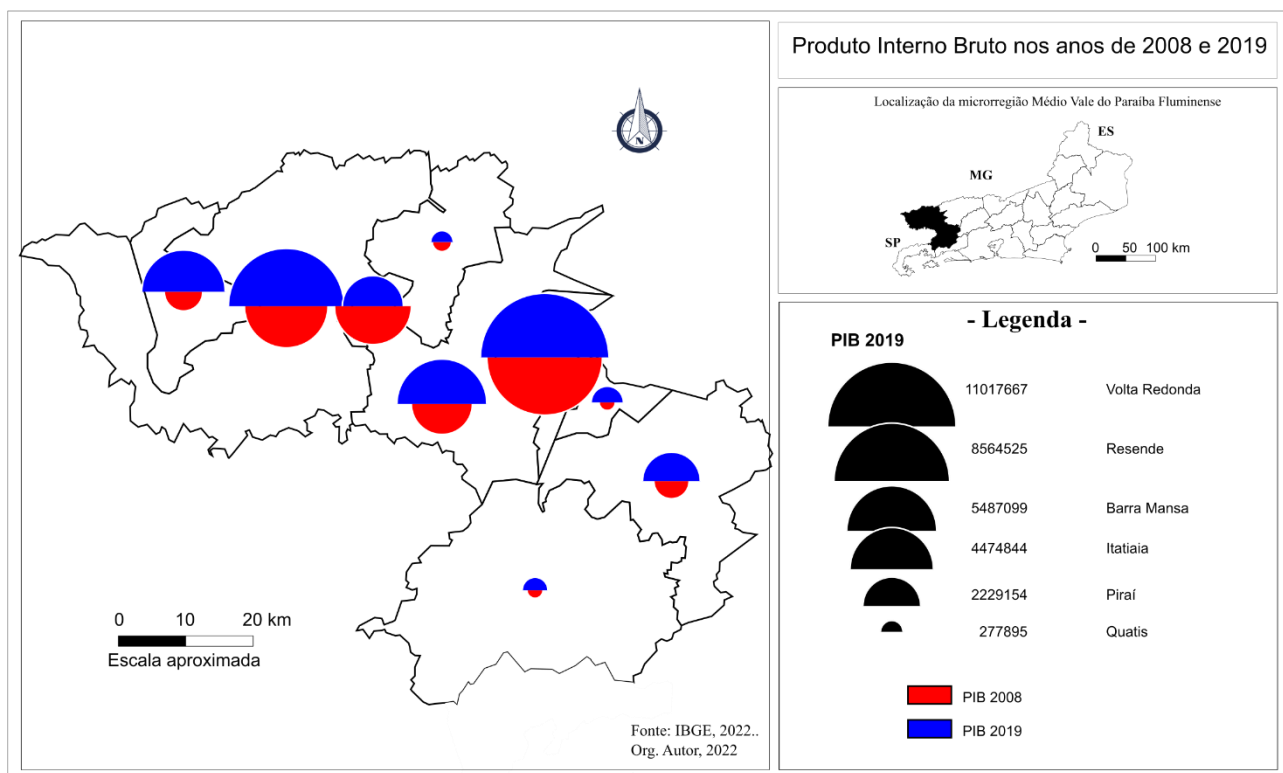 Produto Interno Bruto nos anos de 2008 e 2019
Localização da microrregião Médio Vale do Paraíba Fluminense
ES
MG
SP
0 50 100 km
N
- Legenda -
PIB 2019
11017667 Volta Redonda
8564525 Resende
5487099 Barra Mansa
4474844 Itatiaia
2229154 Piraí
277895 Quatis
PIB 2008
PIB 2019
0 10 20 km
Escala aproximada
Fonte: IBGE, 2022..
Org. Autor, 2022